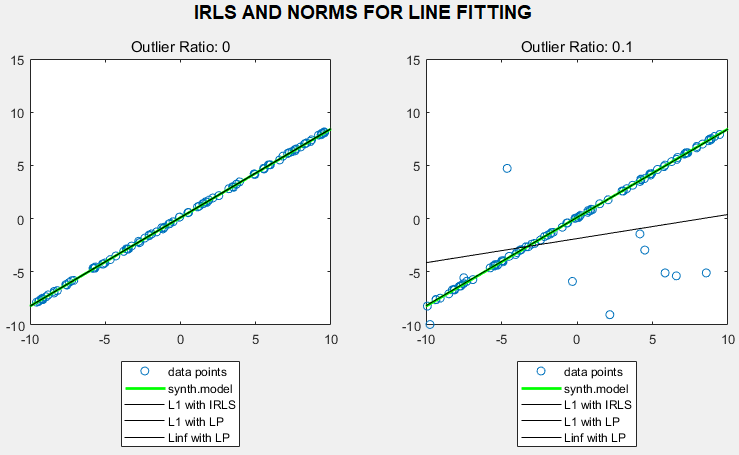 IRLS AND NORMS FOR LINE FITTING
Outlier Ratio: 0
15
10
5
0
-5
-10
-10
-5
0
5
10
data points
synth.model
L1 with IRLS
L1 with LP
Linf with LP
Outlier Ratio: 0.1
15
10
5
0
-5
-10
-10
-5
0
5
10
data points
synth.model
L1 with IRLS
L1 with LP
Linf with LP